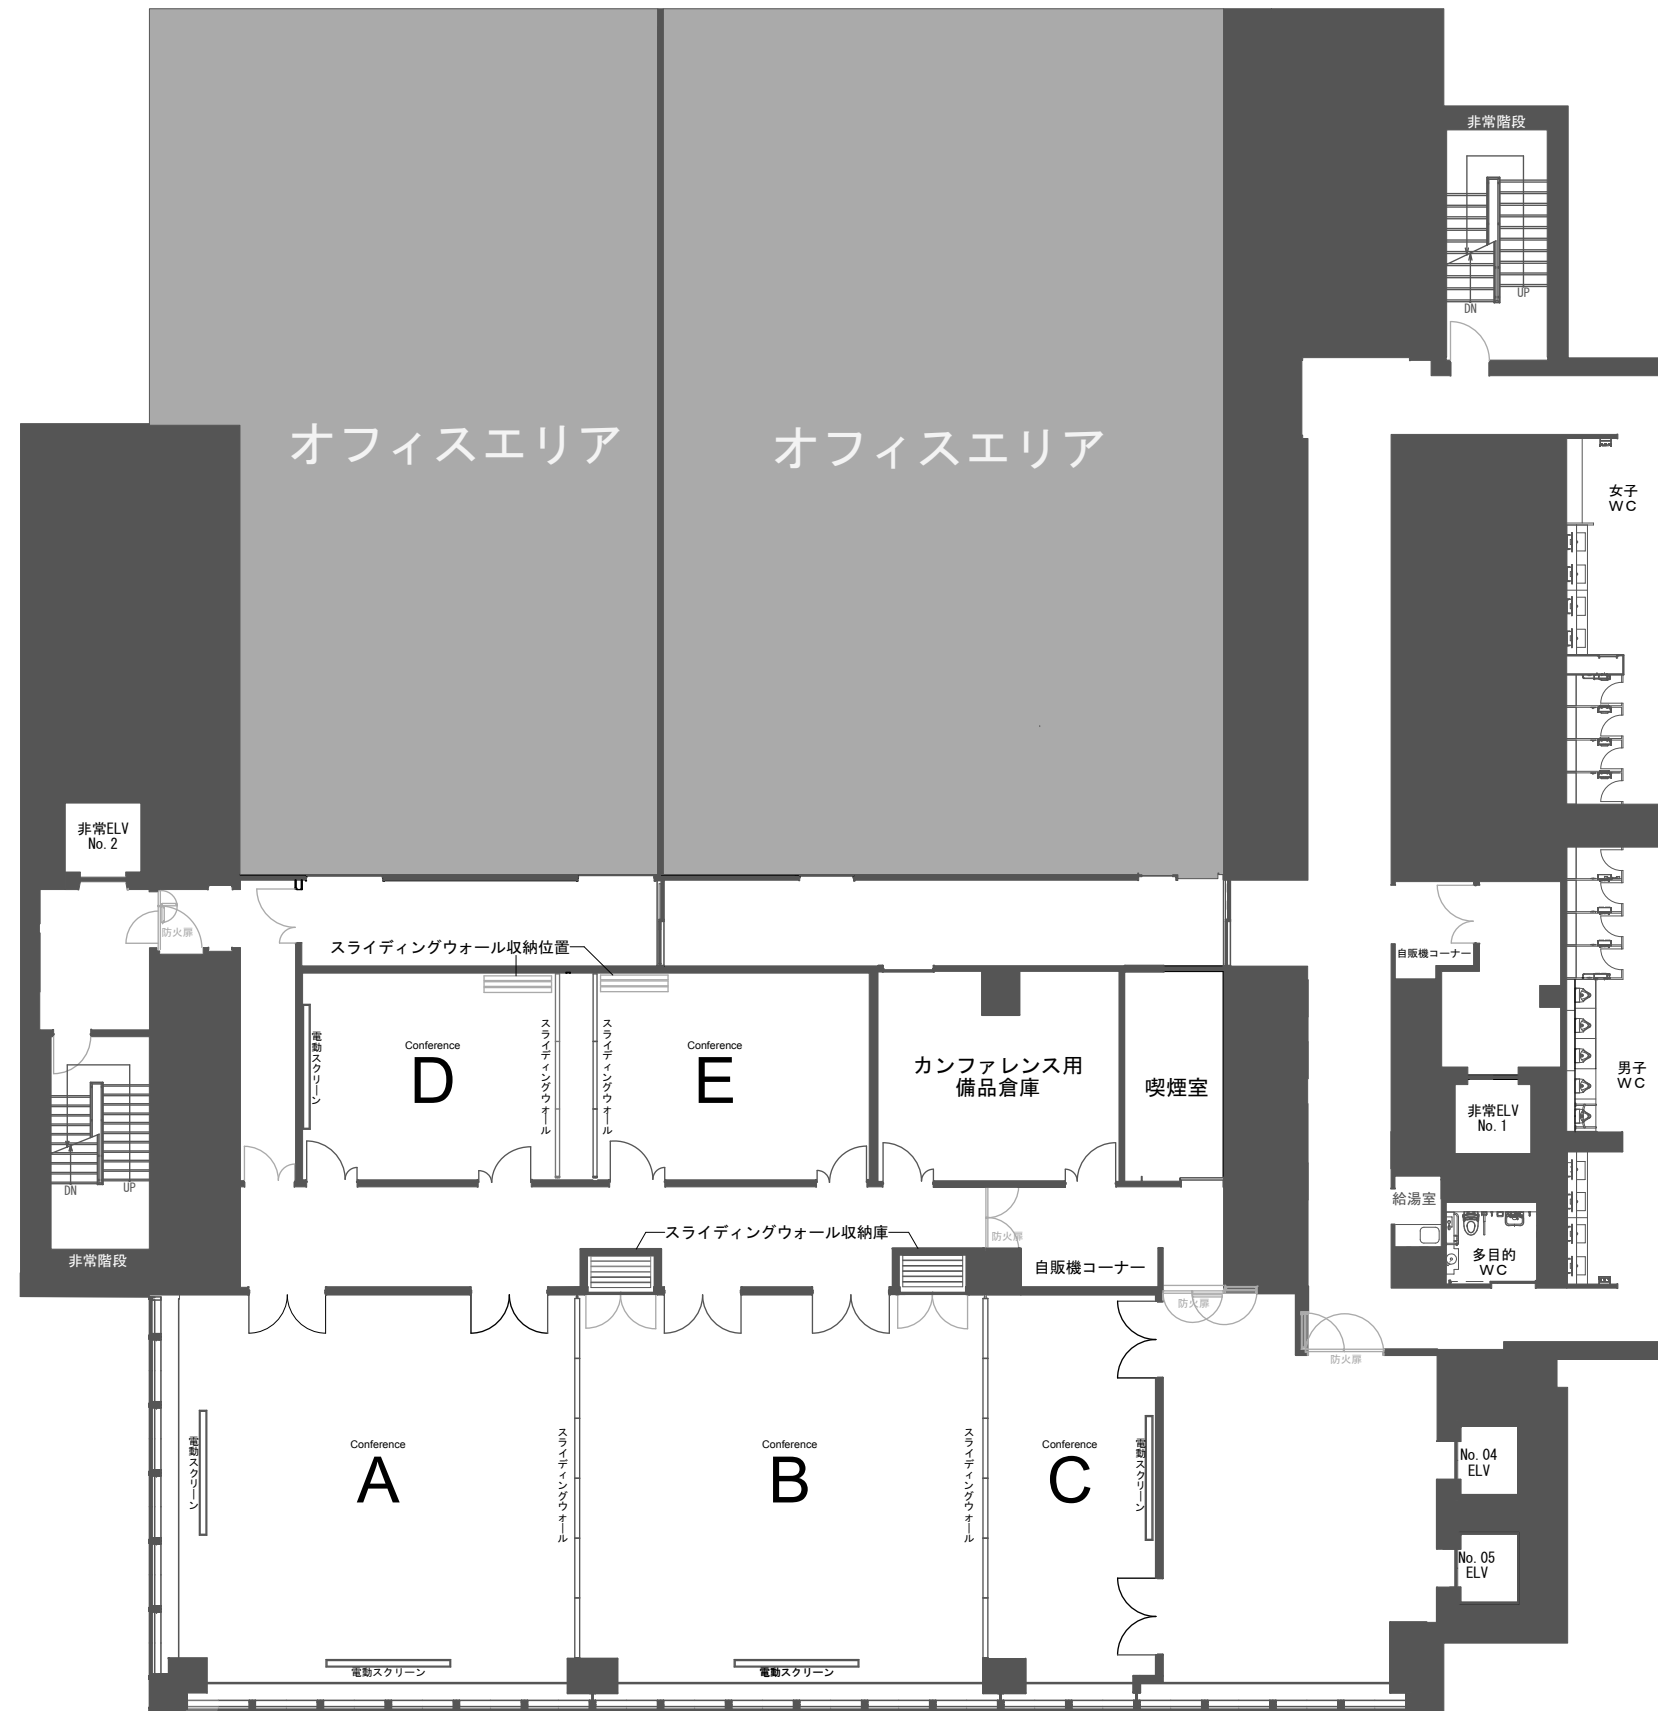 非常階段
UP
DN
オフィスエリア
オフィスエリア
女子
WC
非常ELV
No. 2
防火扉
スライディングウォール収納位置
自販機コーナー
電動スクリーン
Conference
D
スライディングウォール
スライディングウォール
Conference
E
カンファレンス用
備品倉庫
喫煙室
男子
WC
非常ELV
No. 1
DN
UP
非常階段
給湯室
スライディングウォール収納庫
防火扉
自販機コーナー
多目的
WC
防火扉
防火扉
電動スクリーン
Conference
A
スライディングウォール
Conference
B
スライディングウォール
Conference
C
電動スクリーン
No. 04
ELV
No. 05
ELV
電動スクリーン
電動スクリーン